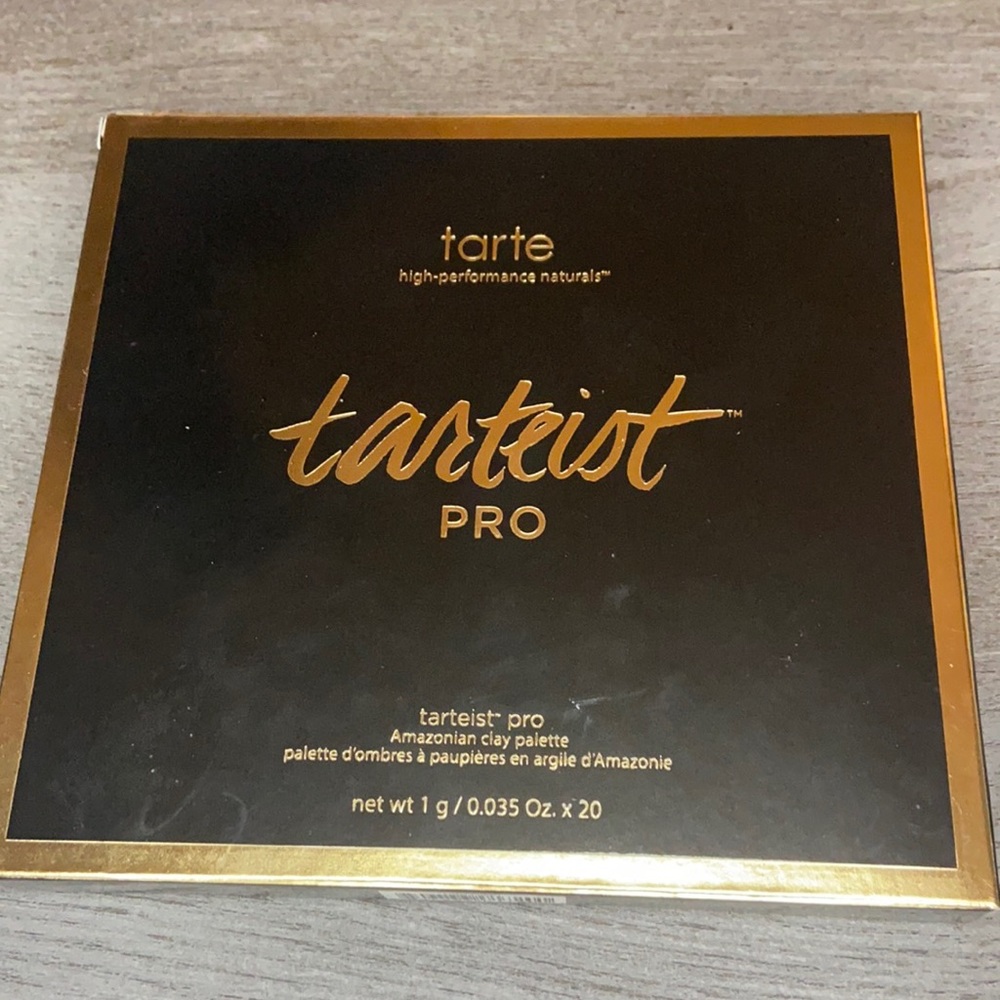 tarte
high-performance naturals™
tarteist™
PRO
tarteist™ pro
Amazonian clay palette
palette d'ombres à paupières en argile d'Amazonie
net wt 1 g / 0.035 Oz. x 20